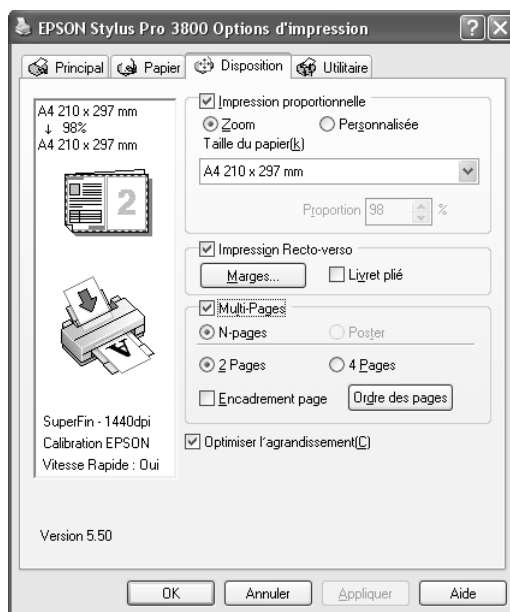 EPSON Stylus Pro 3800 Options d'impression
Principal Papier Disposition Utilitaire
A4 210 x 297 mm
↓ 98%
A4 210 x 297 mm
2
A
SuperFin - 1440dpi
Calibration EPSON
Vitesse Rapide : Oui
Impression proportionnelle
Zoom Personnalisée
Taille du papier(k)
A4 210 x 297 mm
Proportion 98 %
Impression Recto-verso
Marges... Livret plié
Multi-Pages
N-pages Poster
2 Pages 4 Pages
Encadrement page Ordre des pages
Optimiser l'agrandissement(C)
Version 5.50
OK Annuler Appliquer Aide